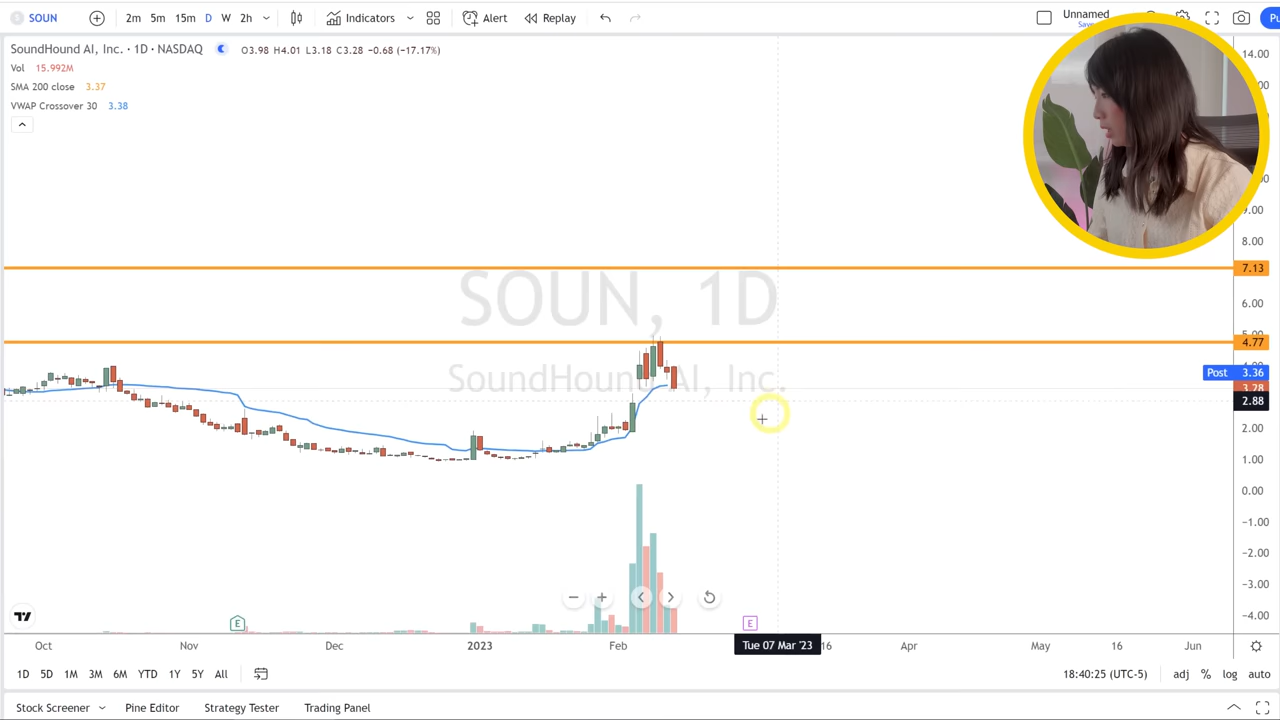 SOUN 2m 5m 15m D W 2h Indicators Alert Replay Unnamed
SoundHound AI, Inc. · 1D · NASDAQ O3.98 H4.01 L3.18 C3.28 −0.68 (−17.17%)
Vol 15.992M
SMA 200 close 3.37
VWAP Crossover 30 3.38
14.00
9.00
8.00
7.13
6.00
5.00
4.77
Post 3.36
3.28
2.88
2.00
1.00
0.00
−1.00
−2.00
−3.00
−4.00
SOUN, 1D
SoundHound AI, Inc.
E E
Oct Nov Dec 2023 Feb Tue 07 Mar '23 16 Apr May 16 Jun
1D 5D 1M 3M 6M YTD 1Y 5Y All 18:40:25 (UTC-5) adj % log auto
Stock Screener Pine Editor Strategy Tester Trading Panel